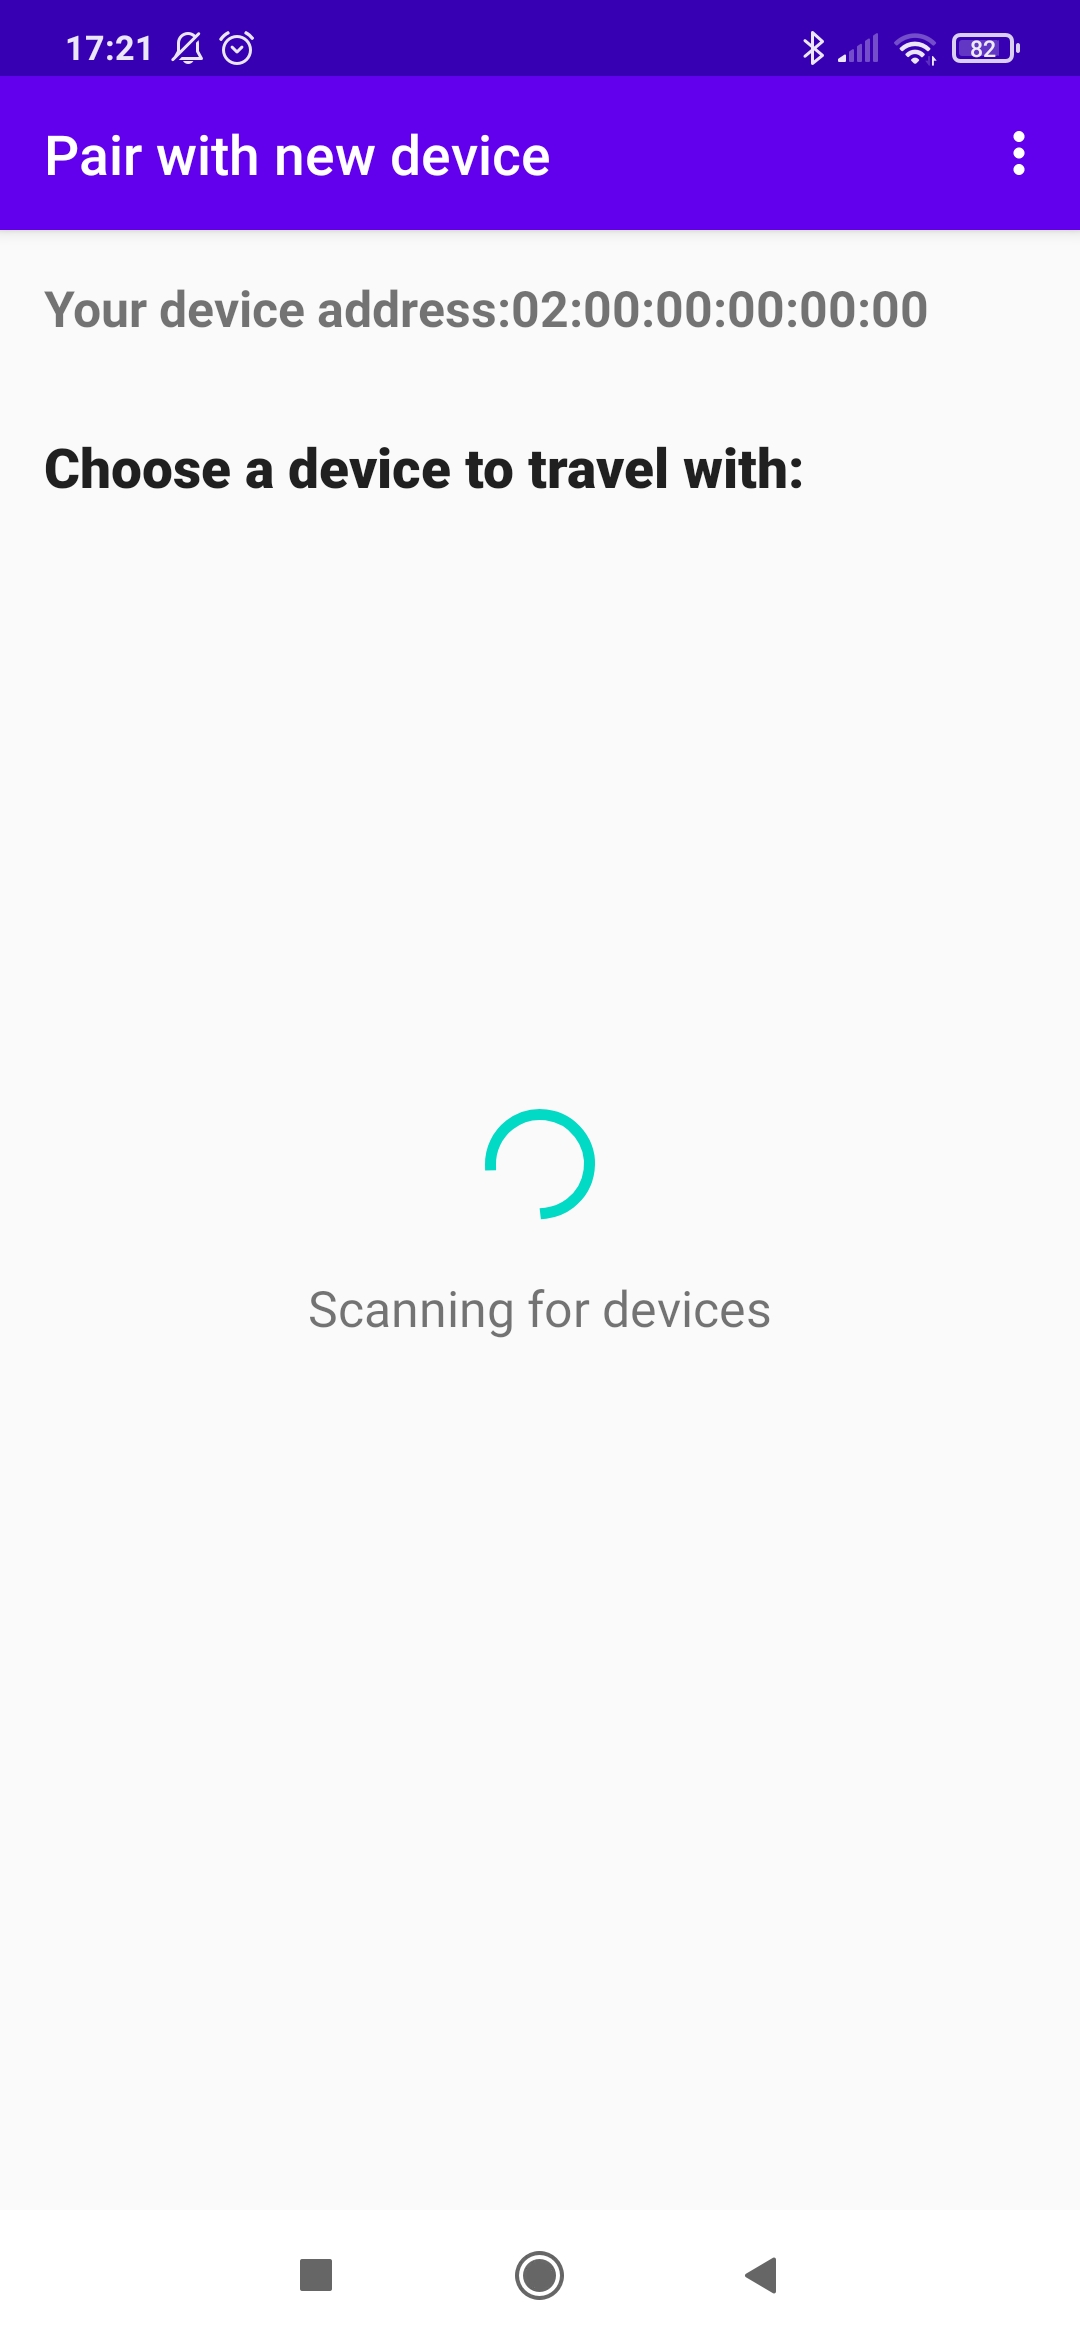 17:21
82
Pair with new device
Your device address:02:00:00:00:00:00
Choose a device to travel with:
Scanning for devices